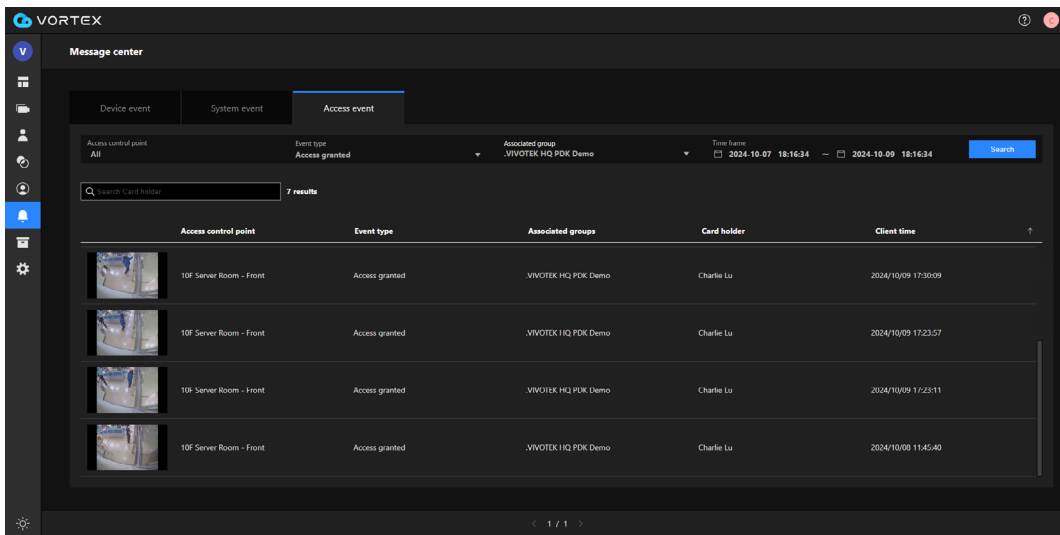 VORTEX
C
V
Message center
Device event System event Access event
Access control point Event type Associated group Time frame
All Access granted .VIVOTEK HQ PDK Demo 2024-10-07 18:16:34 ~ 2024-10-09 18:16:34 Search
Search Card holder 7 results
Access control point Event type Associated groups Card holder Client time
10F Server Room - Front Access granted .VIVOTEK HQ PDK Demo Charlie Lu 2024/10/09 17:30:09
10F Server Room - Front Access granted .VIVOTEK HQ PDK Demo Charlie Lu 2024/10/09 17:23:57
10F Server Room - Front Access granted .VIVOTEK HQ PDK Demo Charlie Lu 2024/10/09 17:23:11
10F Server Room - Front Access granted .VIVOTEK HQ PDK Demo Charlie Lu 2024/10/08 11:45:40
< 1 / 1 >